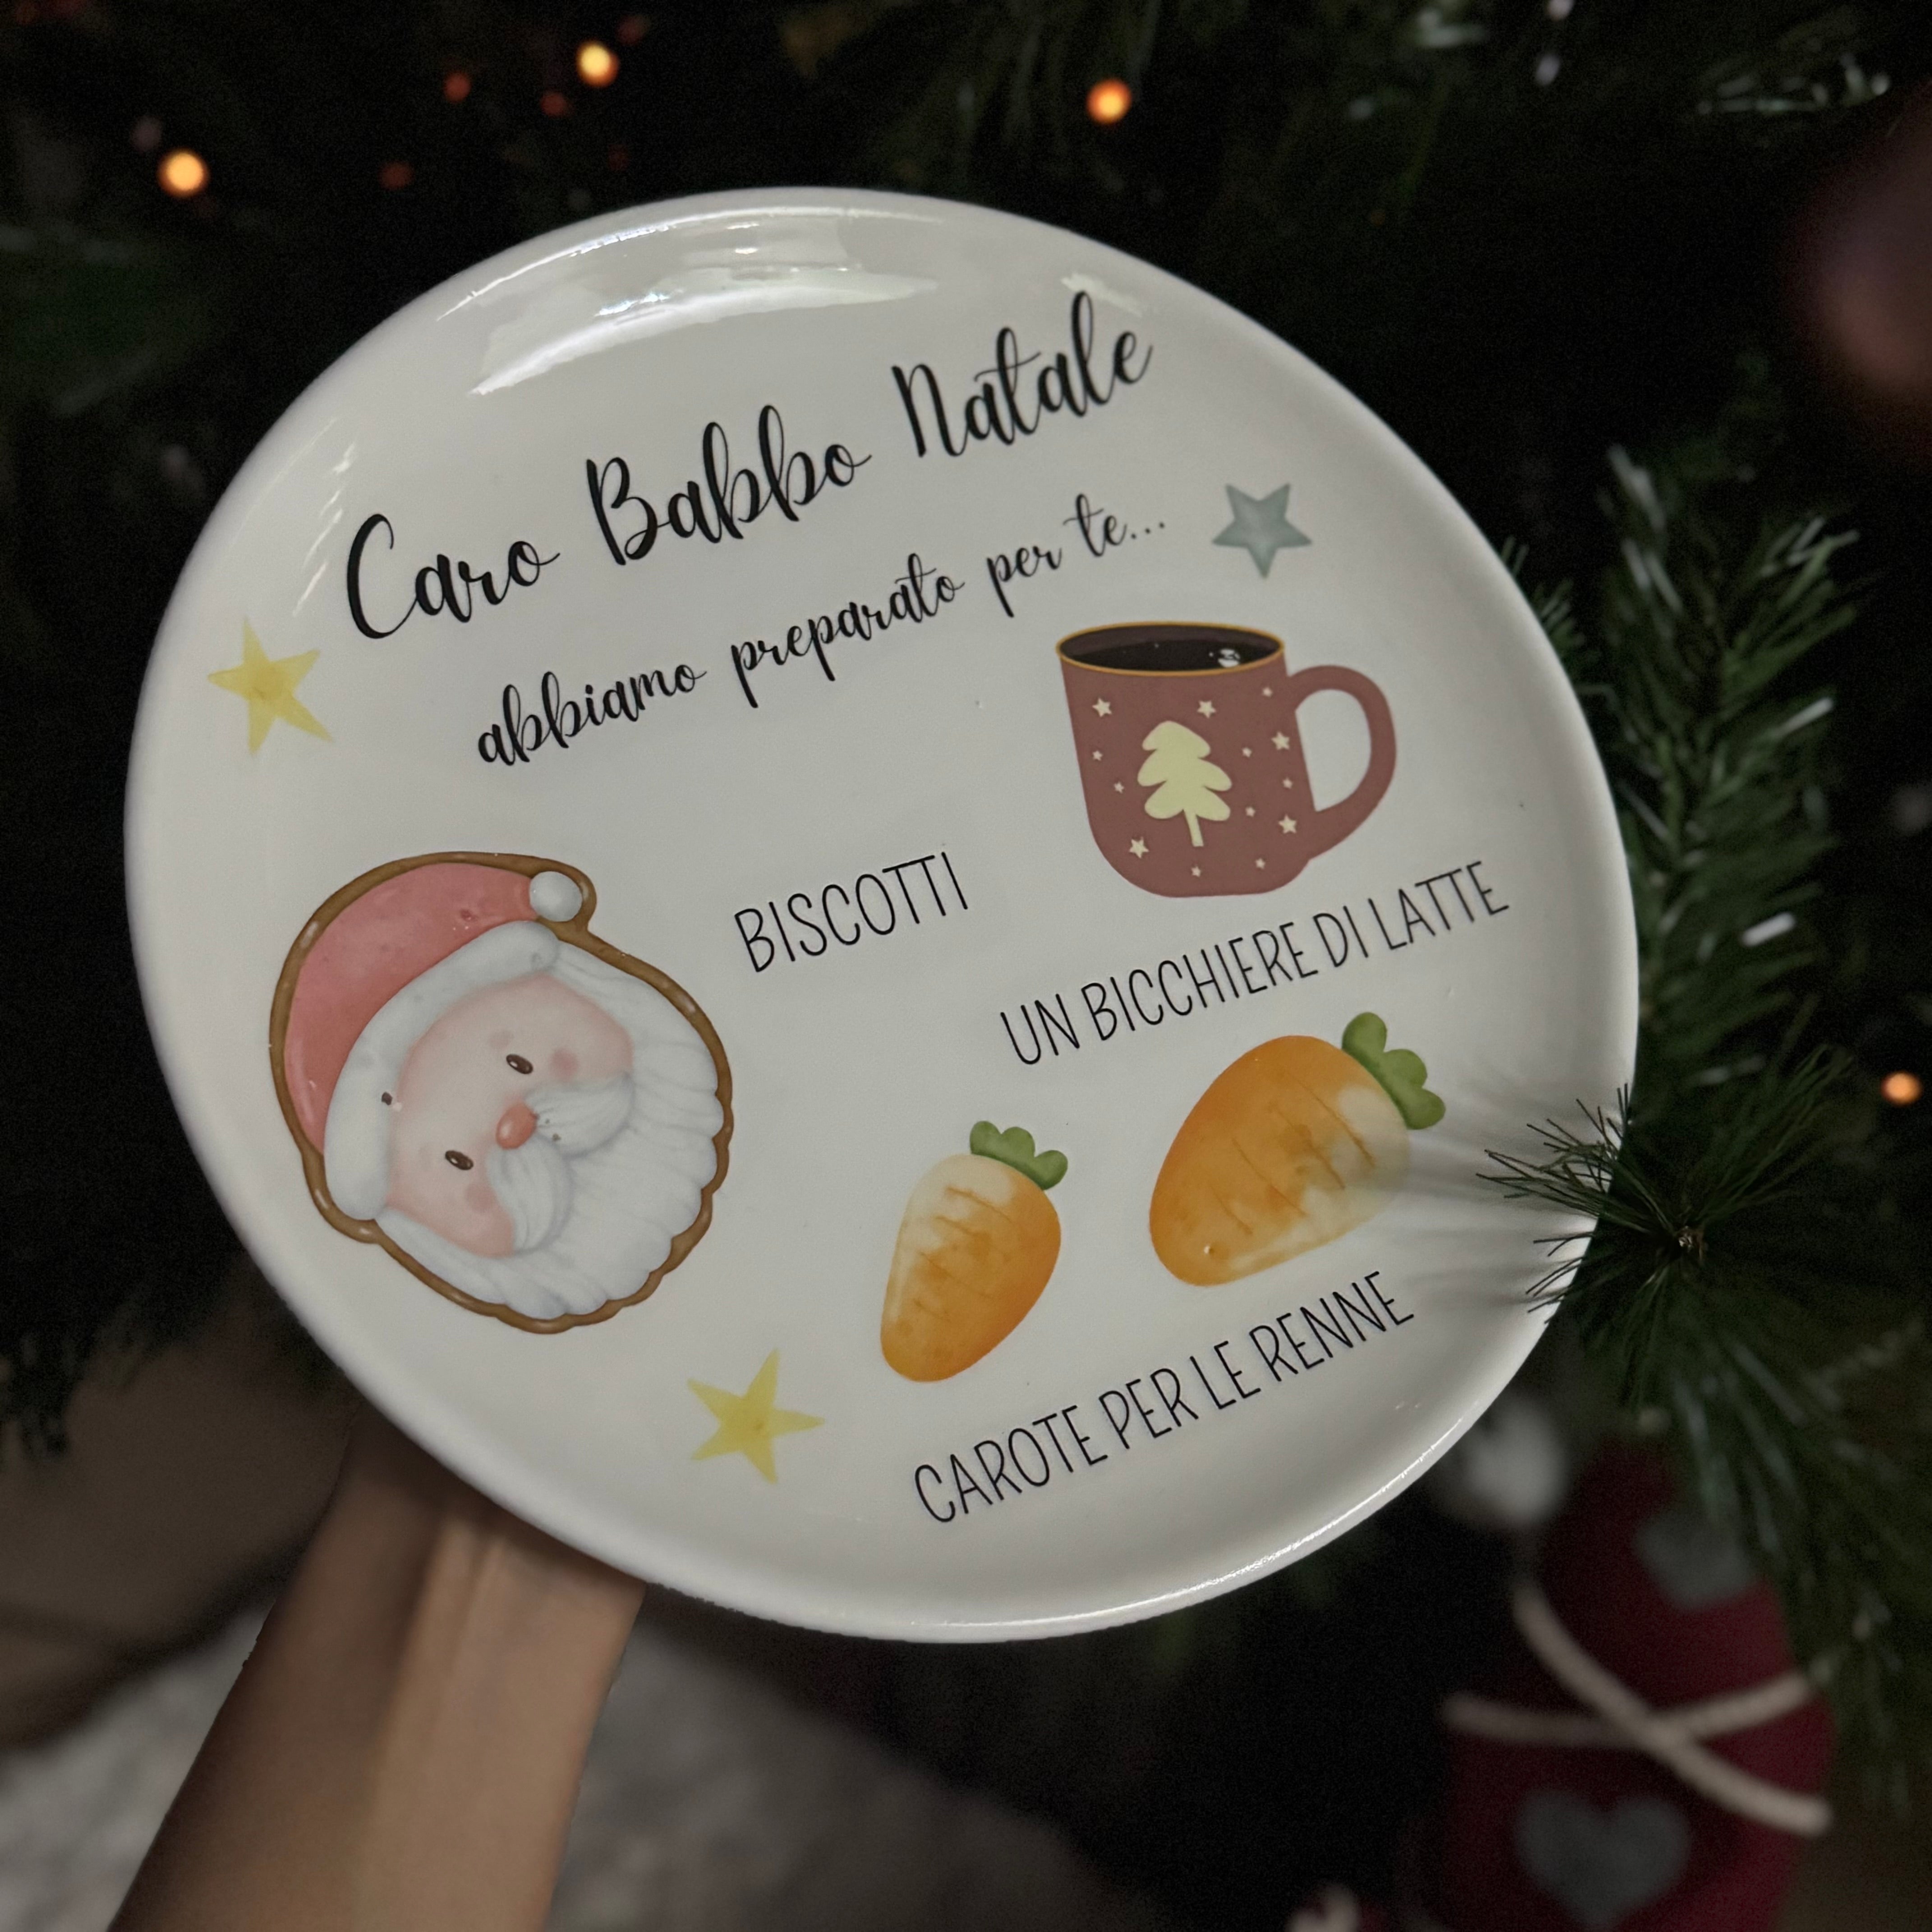 Caro Babbo Natale
abbiamo preparato per te...
BISCOTTI
UN BICCHIERE DI LATTE
CAROTE PER LE RENNE